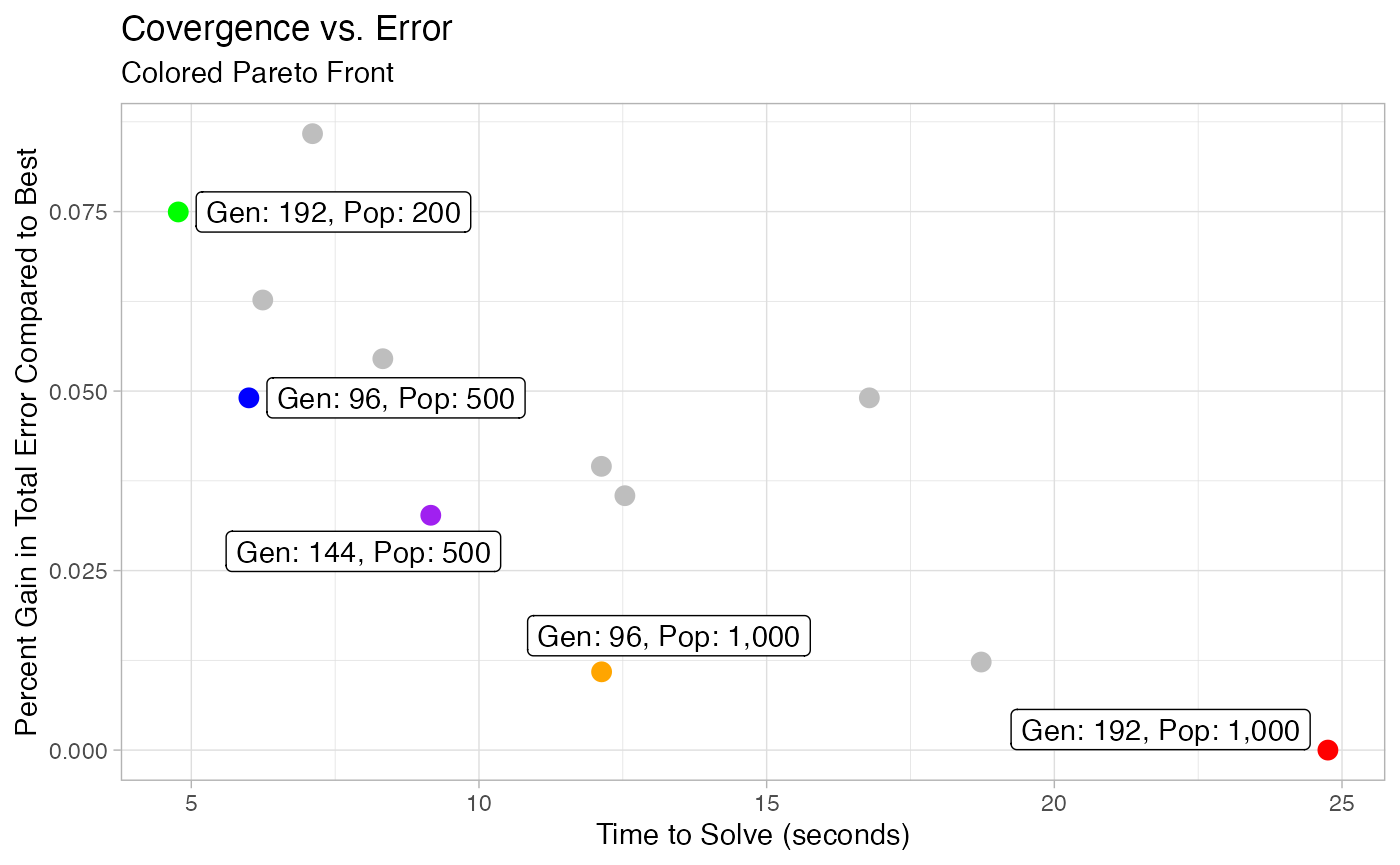 Covergence vs. Error
Colored Pareto Front
Percent Gain in Total Error Compared to Best
0.075
0.050
0.025
0.000
Gen: 192, Pop: 200
Gen: 96, Pop: 500
Gen: 144, Pop: 500
Gen: 96, Pop: 1,000
Gen: 192, Pop: 1,000
5 10 15 20 25
Time to Solve (seconds)